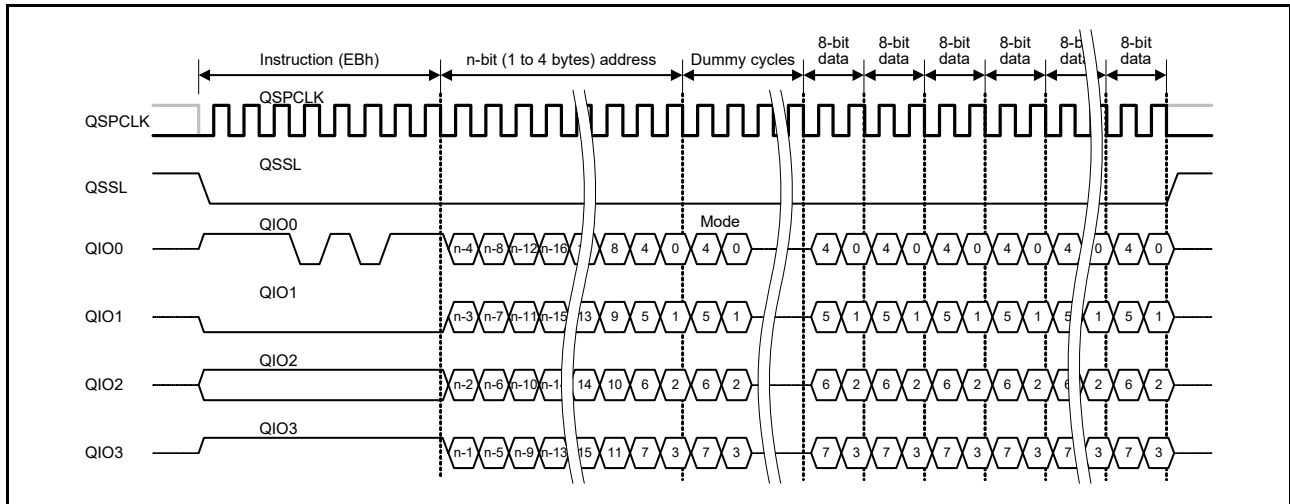 8-bit data 8-bit data 8-bit data 8-bit data 8-b dat 8-bit data
Instruction (EBh) n-bit (1 to 4 bytes) address Dummy cycles
QSPCLK
QSPCLK
QSSL
QSSL
QIO0 Mode
QIO0 n-4 n-8 n-12 n-16 8 4 0 4 0 4 0 4 0 4 0 4 0 4 0 4 0
QIO1
QIO1 n-3 n-7 n-11 n-15 13 9 5 1 5 1 5 1 5 1 5 1 5 1 5 1 5 1
QIO2
QIO2 n-2 n-6 n-10 n-14 14 10 6 2 6 2 6 2 6 2 6 2 6 2 6 2 6 2
QIO3
QIO3 n-1 n-5 n-9 n-13 15 11 7 3 7 3 7 3 7 3 7 3 7 3 7 3 7 3